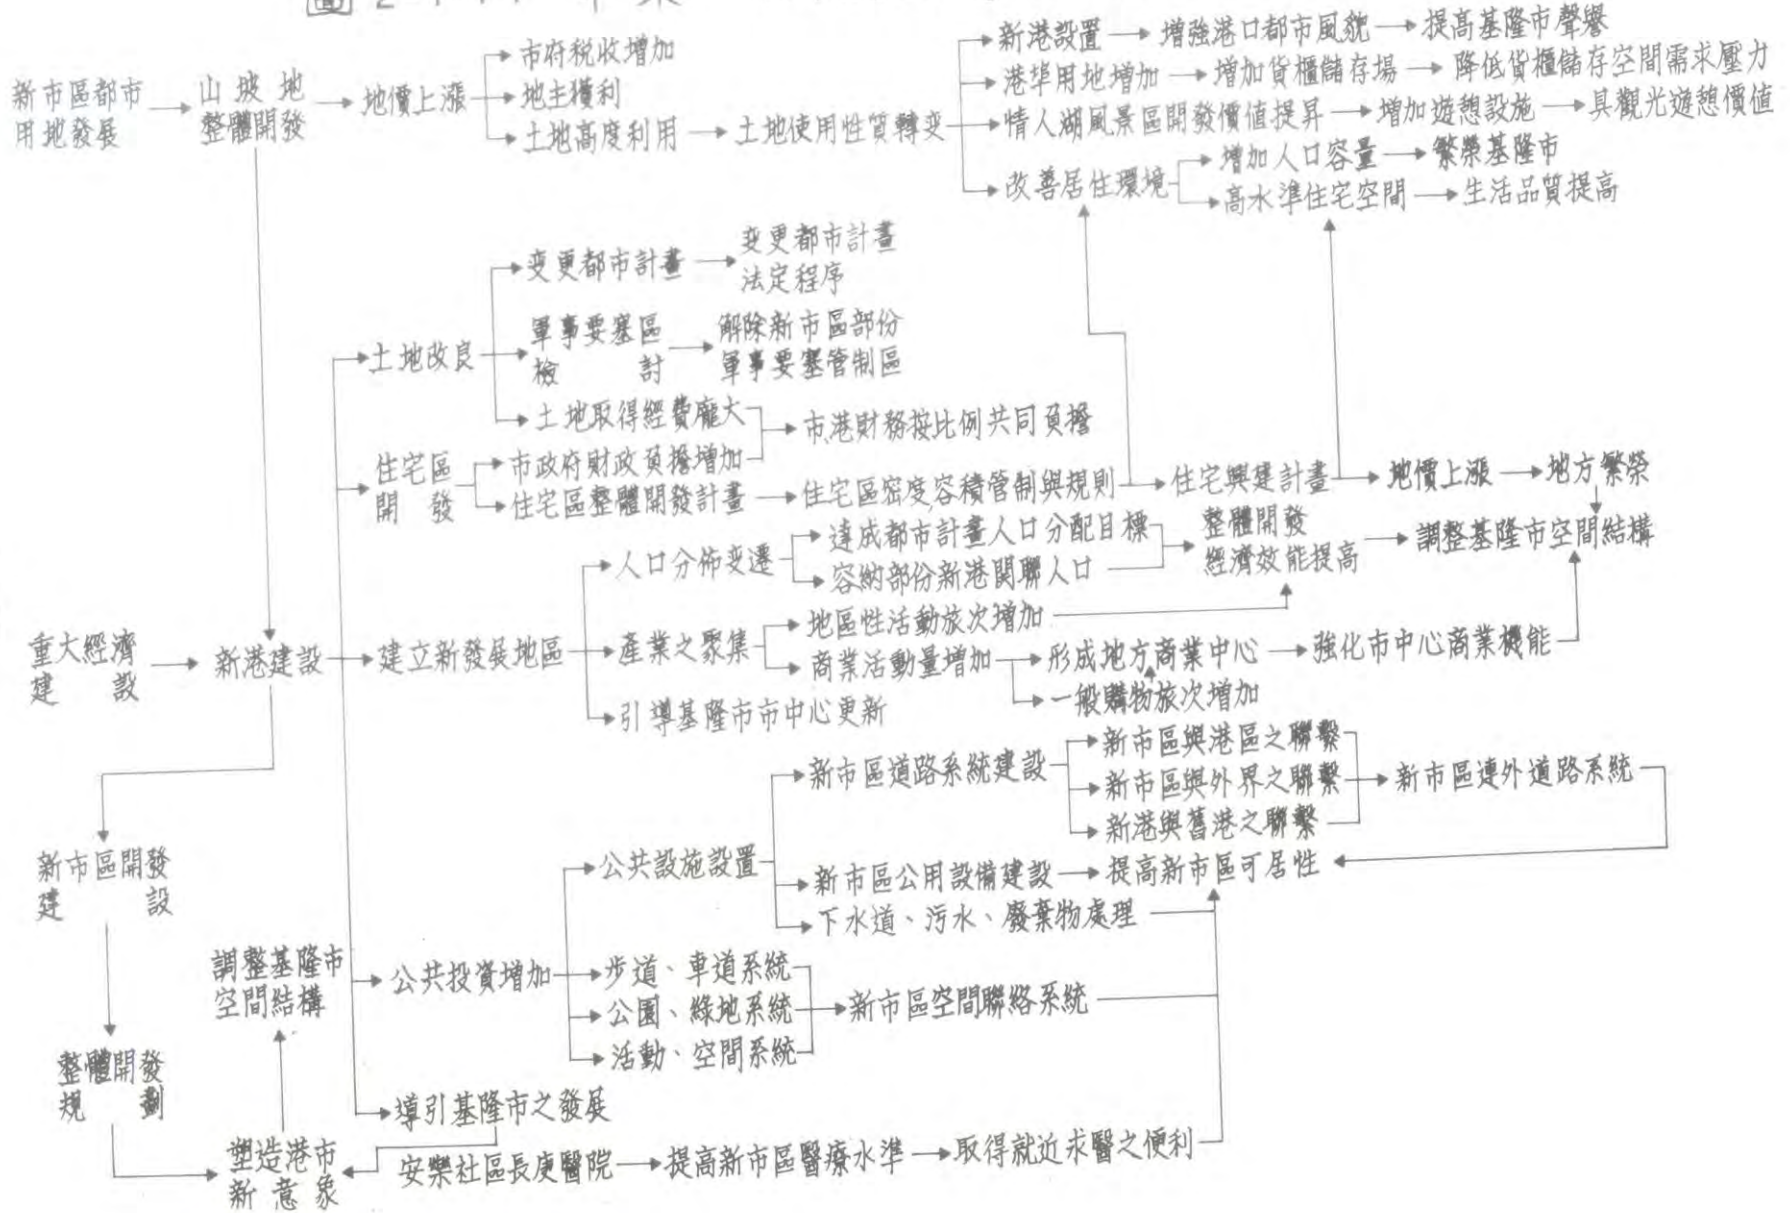 圖 2-4-1
新市區都市
用地發展
山坡地
整體開發
地價上漲
市府稅收增加
地主獲利
土地高度利用
土地使用性質轉变
新港設置
增強港口都市風貌
提高基隆市聲譽
港埠用地增加
增加貨櫃儲存場
降低貨櫃儲存空間需求壓力
情人湖風景區開發價值提昇
增加遊憩設施
具觀光遊憩價值
改善居住環境
增加人口容量
繁榮基隆市
高水準住宅空間
生活品質提高
土地改良
变更都市計畫
变更都市計畫
法定程序
軍事要塞區
檢討
解除新市區部份
軍事要塞管制區
土地取得經費龐大
市港財務按比例共同負擔
住宅區
開發
市政府財政負擔增加
住宅區整體開發計畫
住宅區密度容積管制與規則
住宅興建計畫
地價上漲
地方繁榮
重大經濟
建設
新港建設
建立新發展地區
人口分佈变遷
達成都市計畫人口分配目標
容納部份新港關聯人口
整體開發
經濟效能提高
調整基隆市空間結構
產業之聚集
地區性活動旅次增加
商業活動量增加
形成地方商業中心
強化市中心商業機能
一般購物旅次增加
引導基隆市市中心更新
新市區開發
建設
整體開發
規劃
調整基隆市
空間結構
塑造港市
新意象
公共投資增加
公共設施設置
新市區道路系統建設
新市區與港區之聯繫
新市區與外界之聯繫
新港與舊港之聯繫
新市區連外道路系統
新市區公用設備建設
提高新市區可居性
下水道、污水、廢棄物處理
步道、車道系統
公園、綠地系統
活動、空間系統
新市區空間聯絡系統
導引基隆市之發展
安樂社區長庚醫院
提高新市區醫療水準
取得就近求醫之便利